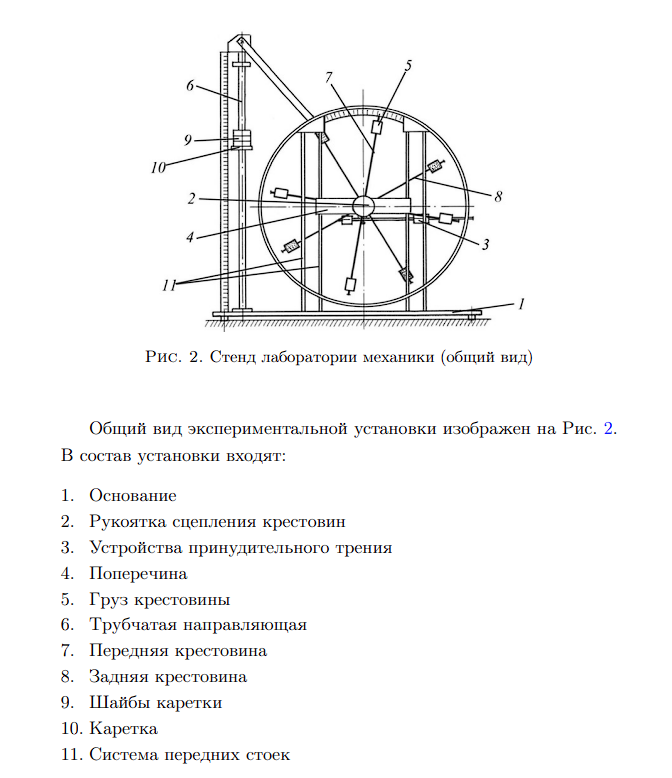 5
7
6
9
10
8
2
4
3
11
1
Рис. 2. Стенд лаборатории механики (общий вид)
Общий вид экспериментальной установки изображен на Рис. 2.
В состав установки входят:
1. Основание
2. Рукоятка сцепления крестовин
3. Устройства принудительного трения
4. Поперечина
5. Груз крестовины
6. Трубчатая направляющая
7. Передняя крестовина
8. Задняя крестовина
9. Шайбы каретки
10. Каретка
11. Система передних стоек